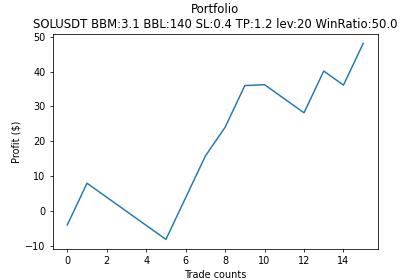 Portfolio
SOLUSDT BBM:3.1 BBL:140 SL:0.4 TP:1.2 lev:20 WinRatio:50.0
50
40
30
20
10
0
−10
Profit ($)
0 2 4 6 8 10 12 14
Trade counts